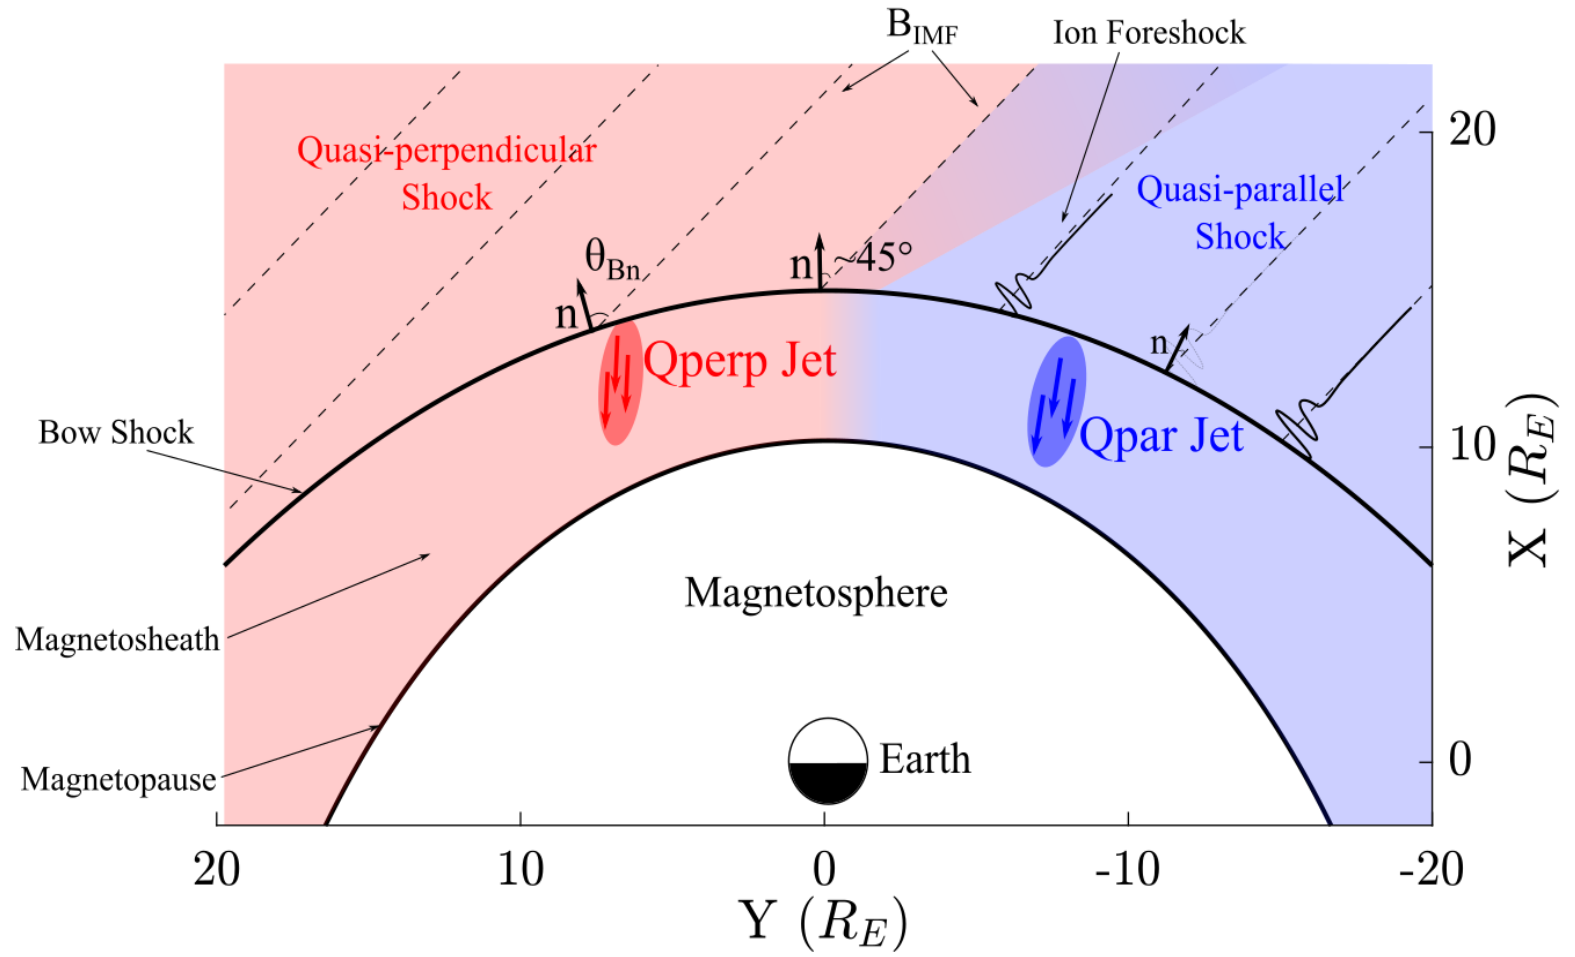 B_IMF
Ion Foreshock
20
Quasi-perpendicular
Shock
Quasi-parallel
Shock
θ_Bn
n
n
~45°
n
Qperp Jet
Qpar Jet
Bow Shock
10
X (R_E)
Magnetosphere
Magnetosheath
Magnetopause
Earth
0
20
10
0
-10
-20
Y (R_E)